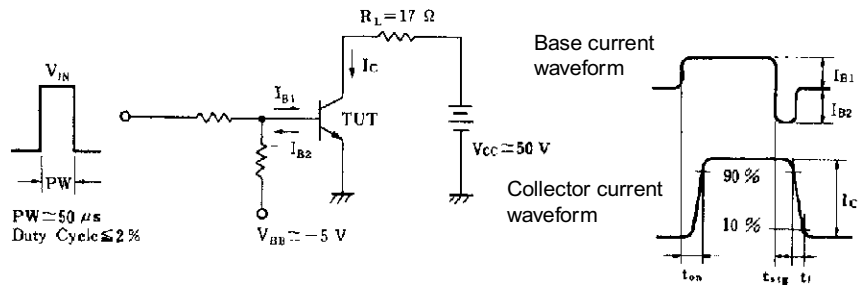 R_L=17 Ω
V_IN
I_C
I_B1
TUT
I_B2
PW
V_CC≃50 V
PW≃50 μs
Duty Cycle≦2%
V_BB≃−5 V
Base current
waveform
I_B1
I_B2
90 %
Collector current
waveform
I_C
10 %
t_on
t_stg
t_f